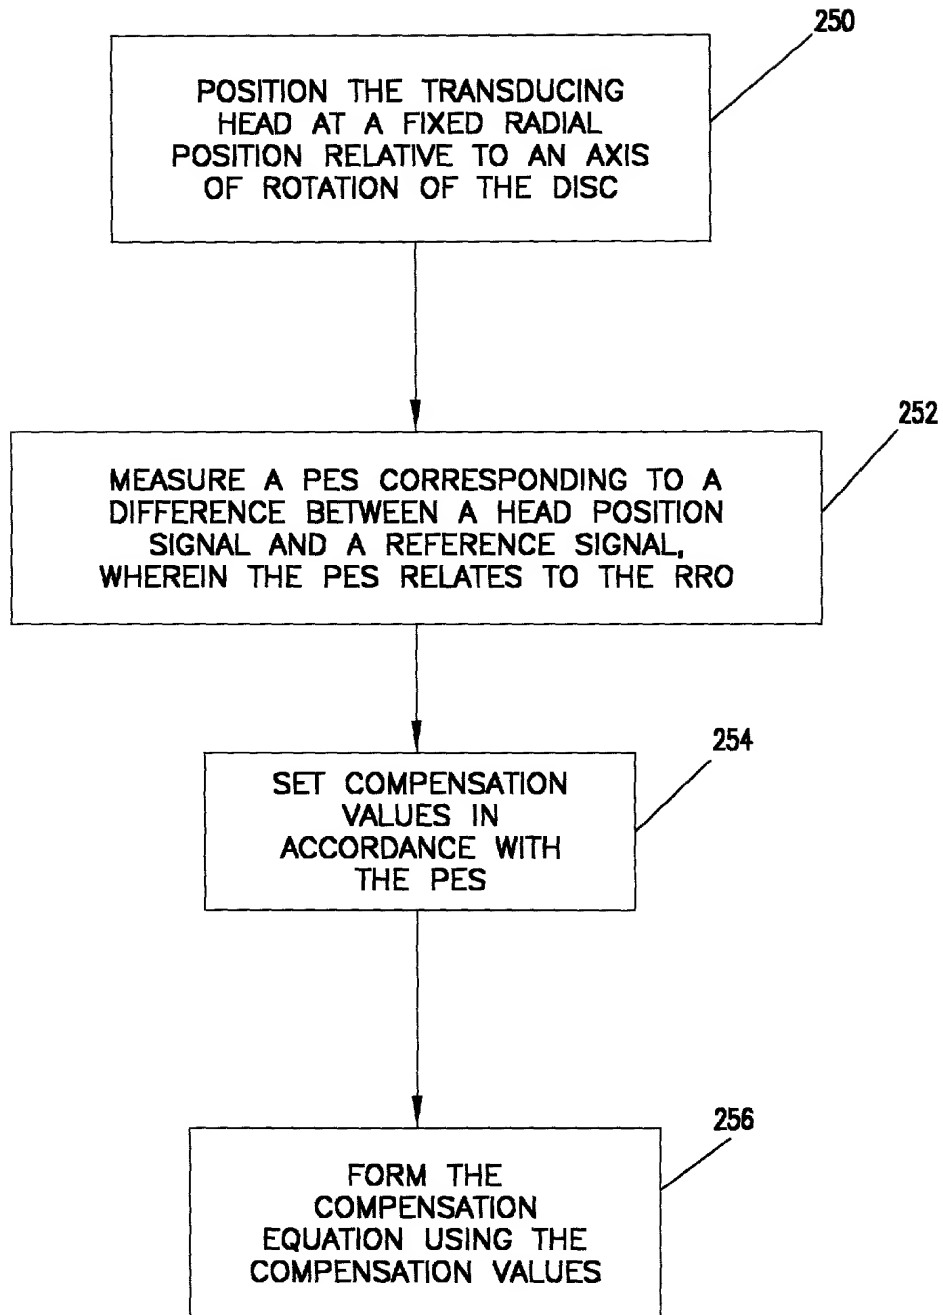 250
POSITION THE TRANSDUCING
HEAD AT A FIXED RADIAL
POSITION RELATIVE TO AN AXIS
OF ROTATION OF THE DISC
252
MEASURE A PES CORRESPONDING TO A
DIFFERENCE BETWEEN A HEAD POSITION
SIGNAL AND A REFERENCE SIGNAL,
WHEREIN THE PES RELATES TO THE RRO
254
SET COMPENSATION
VALUES IN
ACCORDANCE WITH
THE PES
256
FORM THE
COMPENSATION
EQUATION USING THE
COMPENSATION VALUES